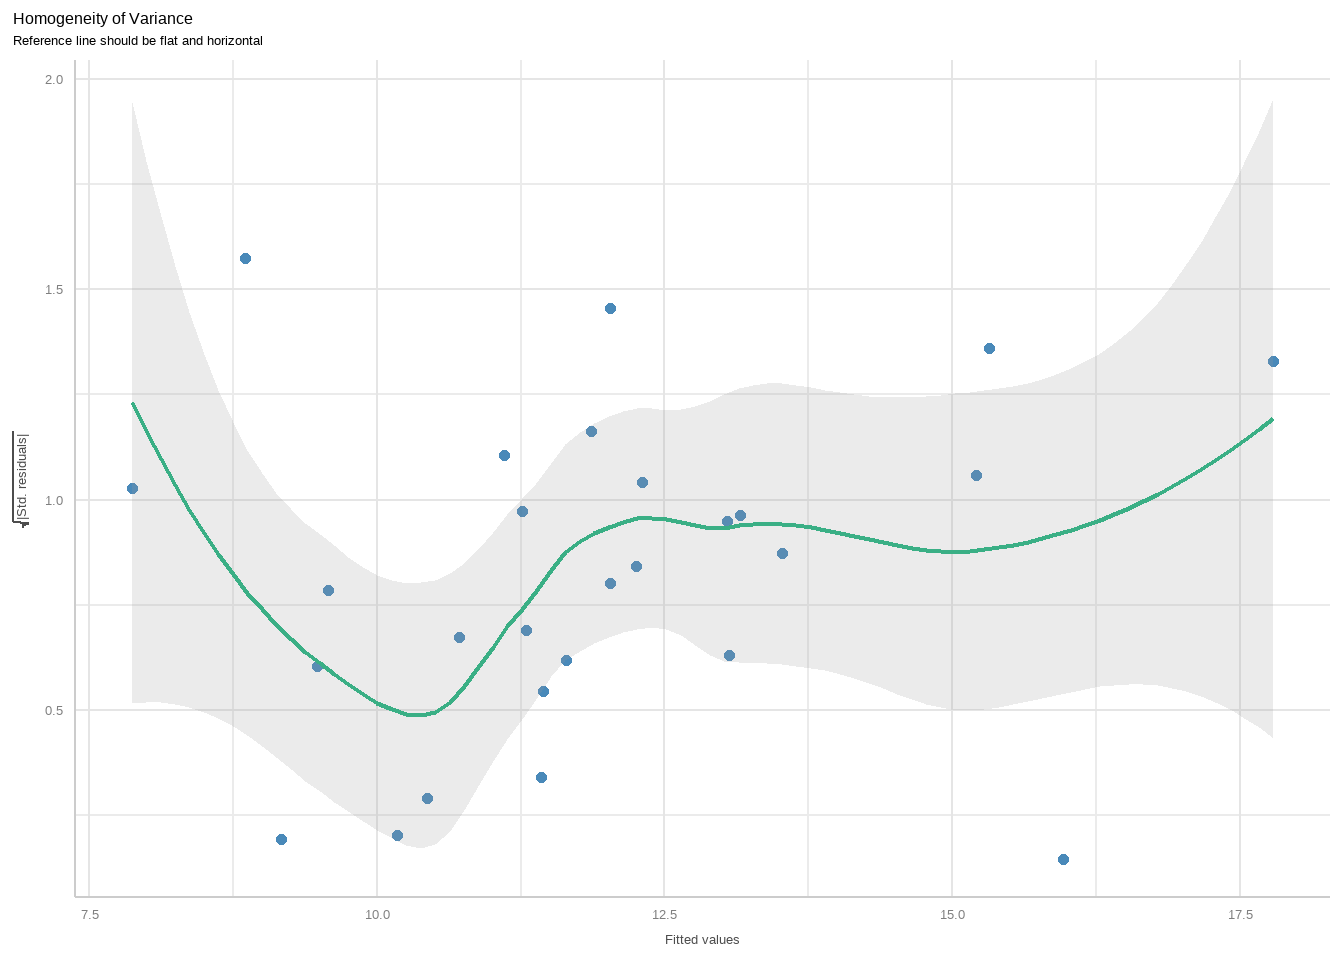 Homogeneity of Variance
Reference line should be flat and horizontal
2.0
1.5
1.0
0.5
√|Std. residuals|
7.5 10.0 12.5 15.0 17.5
Fitted values